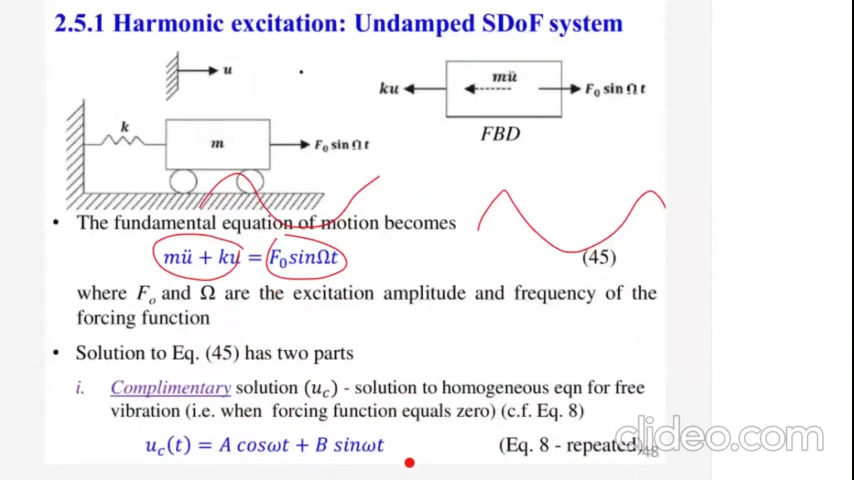 2.5.1 Harmonic excitation: Undamped SDoF system
u
k
m
F₀ sin Ωt
ku
mü
F₀ sin Ωt
FBD
• The fundamental equation of motion becomes
mü + ku = F₀sinΩt (45)
where Fₒ and Ω are the excitation amplitude and frequency of the
forcing function
• Solution to Eq. (45) has two parts
i. Complimentary solution (u꜀) - solution to homogeneous eqn for free
vibration (i.e. when forcing function equals zero) (c.f. Eq. 8)
u꜀(t) = A cosωt + B sinωt (Eq. 8 - repeated)
48
clideo.com